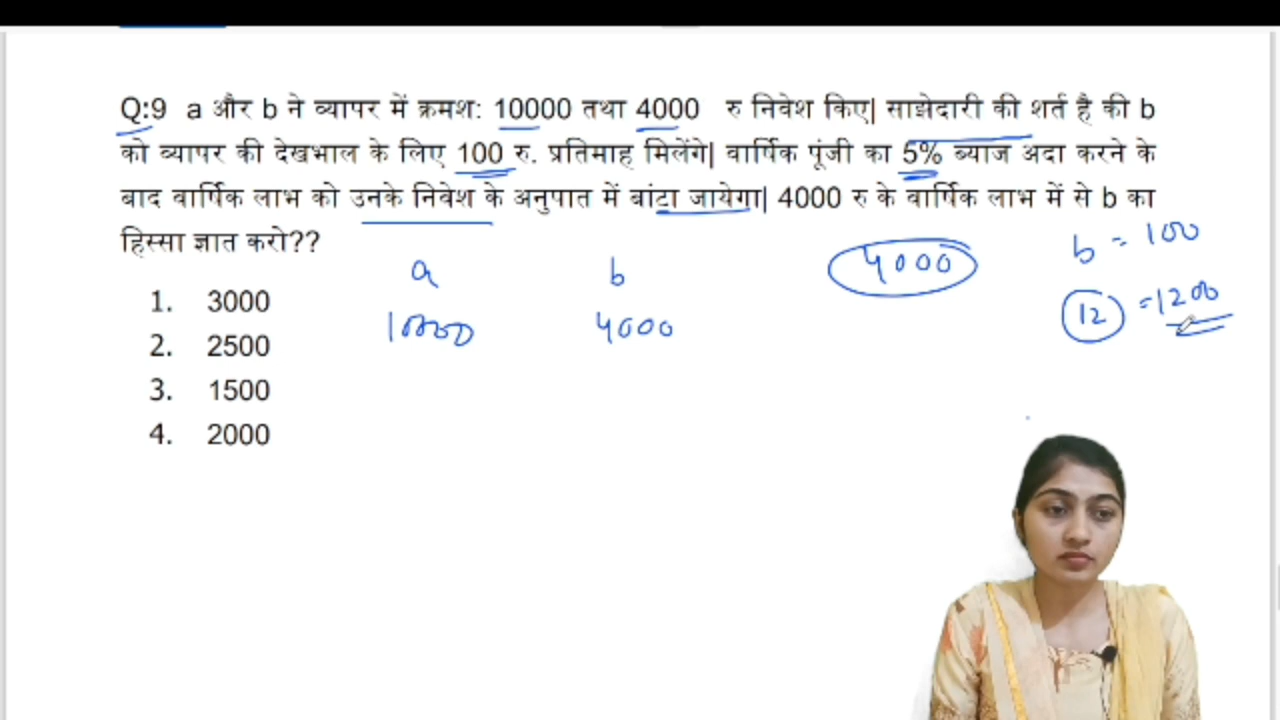 Q:9 a और b ने व्यापर में क्रमश: 10000 तथा 4000 रु निवेश किए| साझेदारी की शर्त है की b
को व्यापर की देखभाल के लिए 100 रु. प्रतिमाह मिलेंगे| वार्षिक पूंजी का 5% ब्याज अदा करने के
बाद वार्षिक लाभ को उनके निवेश के अनुपात में बांटा जायेगा| 4000 रु के वार्षिक लाभ में से b का
हिस्सा ज्ञात करो??
a b 4000 b = 100
1. 3000
10000 4000 12 =1200
2. 2500
3. 1500
4. 2000